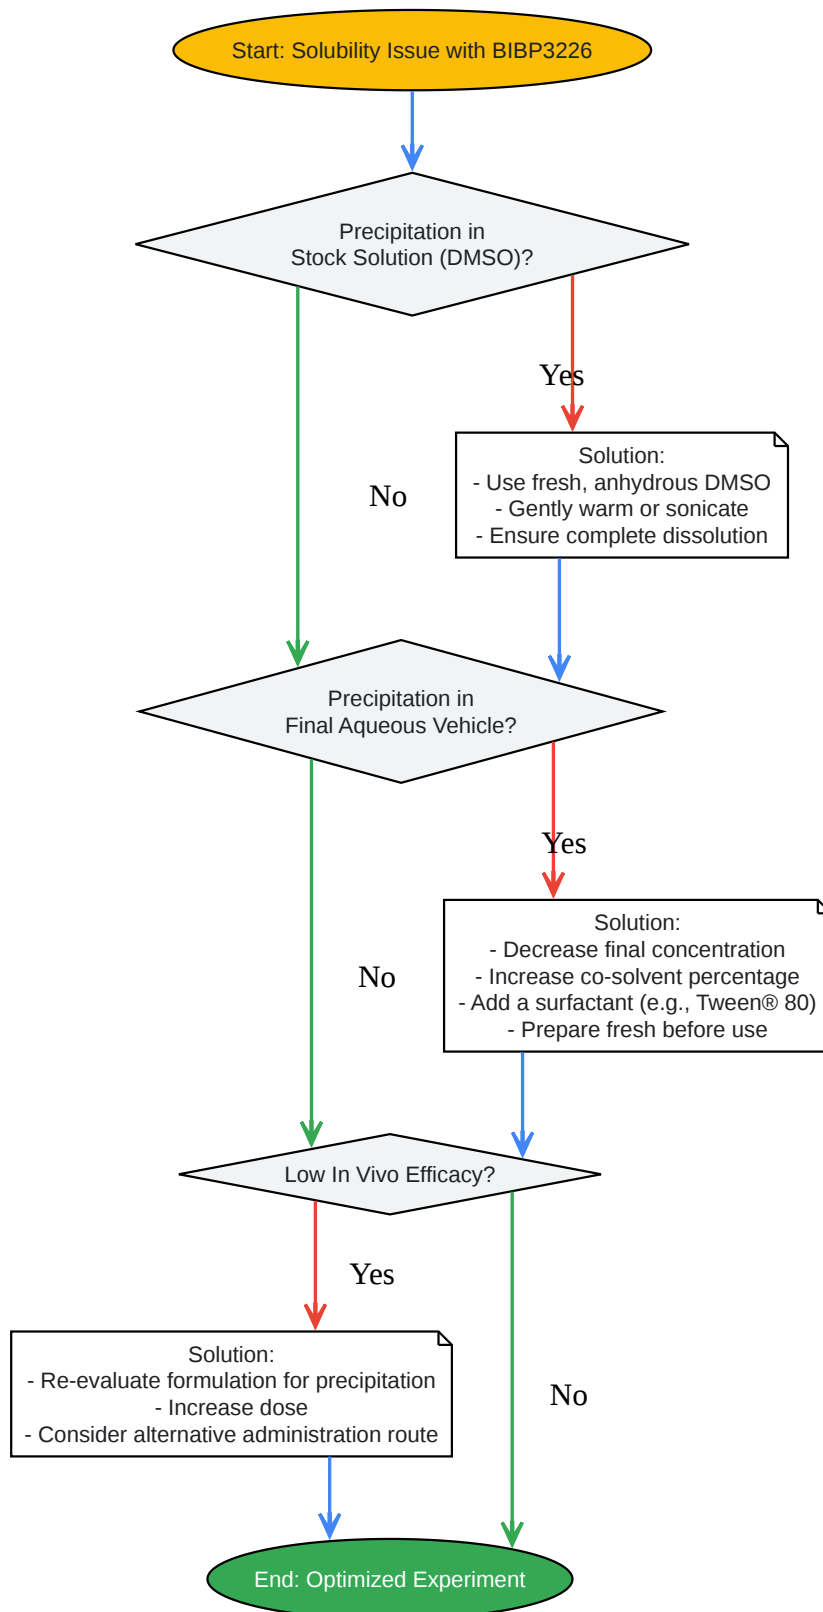 Start: Solubility Issue with BIBP3226
Precipitation in
Stock Solution (DMSO)?
Yes
Solution:
- Use fresh, anhydrous DMSO
- Gently warm or sonicate
- Ensure complete dissolution
No
Precipitation in
Final Aqueous Vehicle?
Yes
Solution:
- Decrease final concentration
- Increase co-solvent percentage
- Add a surfactant (e.g., Tween® 80)
- Prepare fresh before use
No
Low In Vivo Efficacy?
Yes
Solution:
- Re-evaluate formulation for precipitation
- Increase dose
- Consider alternative administration route
No
End: Optimized Experiment